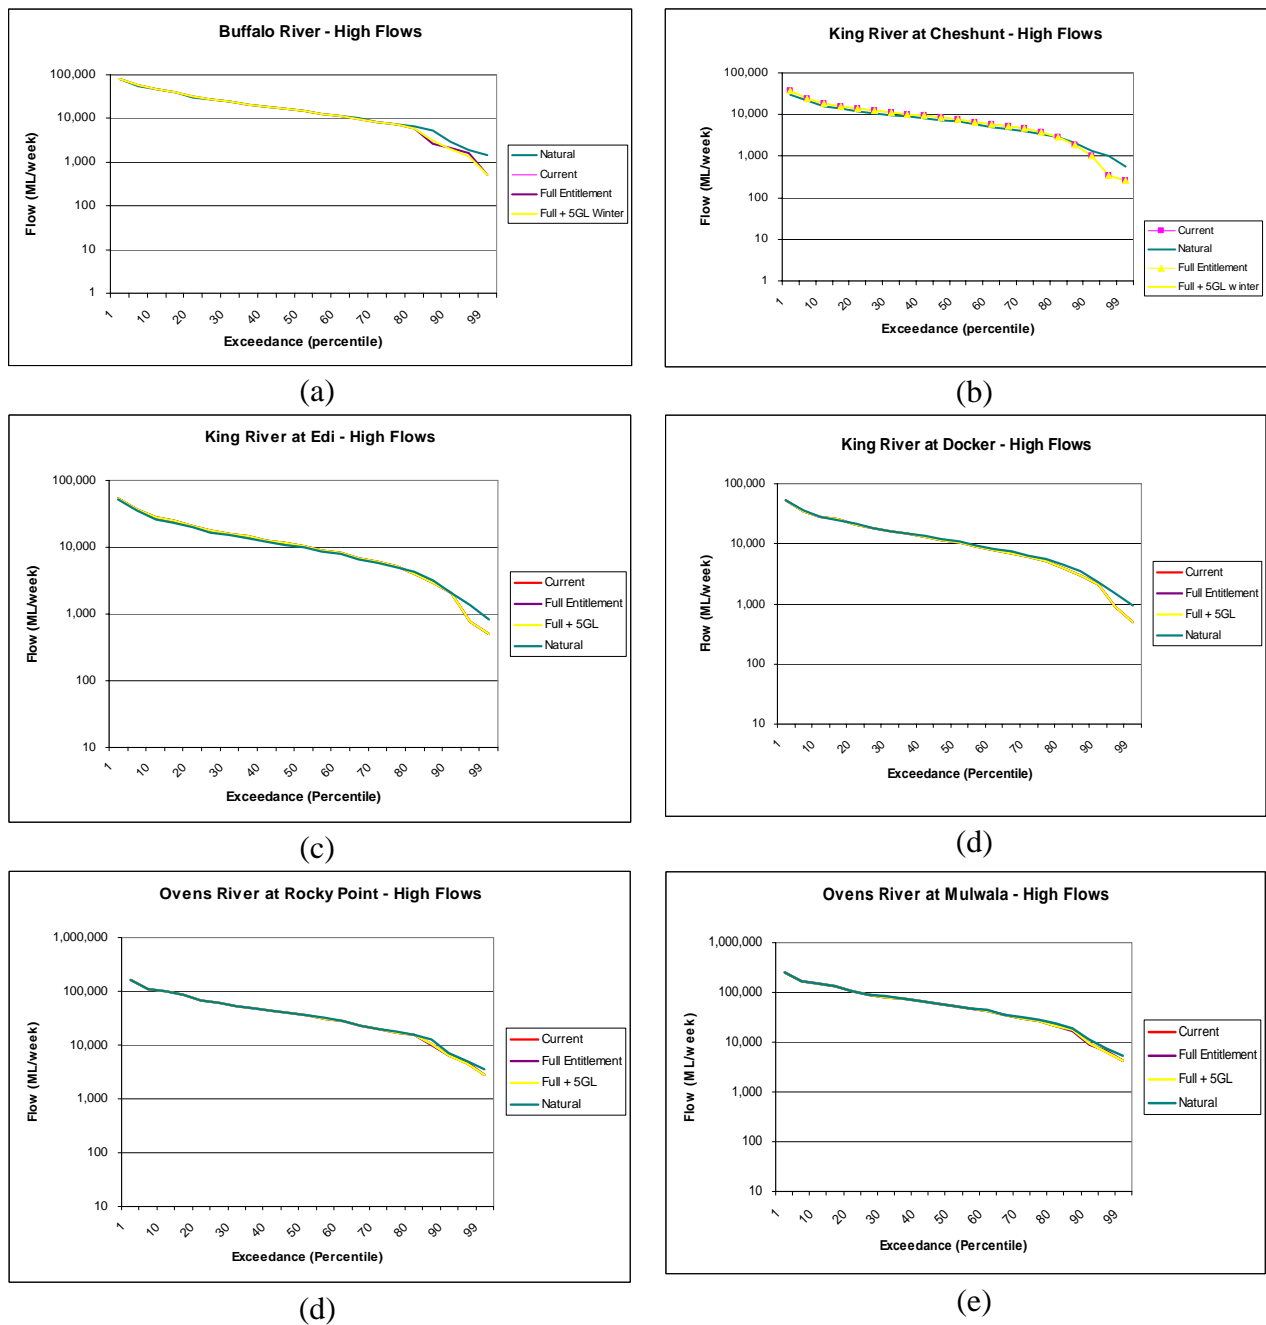 Buffalo River - High Flows
100,000
10,000
1,000
100
10
1
Flow (ML/week)
1
10
20
30
40
50
60
70
80
90
99
Exceedance (percentile)
Natural
Current
Full Entitlement
Full + 5GL Winter
(a)
King River at Cheshunt - High Flows
100,000
10,000
1,000
100
10
1
Flow (ML/week)
1
10
20
30
40
50
60
70
80
90
99
Exceedance (percentile)
Current
Natural
Full Entitlement
Full + 5GL winter
(b)
King River at Edi - High Flows
100,000
10,000
1,000
100
10
Flow (ML/week)
1
10
20
30
40
50
60
70
80
90
99
Exceedance (Percentile)
Current
Full Entitlement
Full + 5GL
Natural
(c)
King River at Docker - High Flows
100,000
10,000
1,000
100
10
Flow (ML/week)
1
10
20
30
40
50
60
70
80
90
99
Exceedance (Percentile)
Current
Full Entitlement
Full + 5GL
Natural
(d)
Ovens River at Rocky Point - High Flows
1,000,000
100,000
10,000
1,000
100
10
Flow (ML/week)
1
10
20
30
40
50
60
70
80
90
99
Exceedance (Percentile)
Current
Full Entitlement
Full + 5GL
Natural
(d)
Ovens River at Mulwala - High Flows
1,000,000
100,000
10,000
1,000
100
10
Flow (ML/week)
1
10
20
30
40
50
60
70
80
90
99
Exceedance (Percentile)
Current
Full Entitlement
Full + 5GL
Natural
(e)